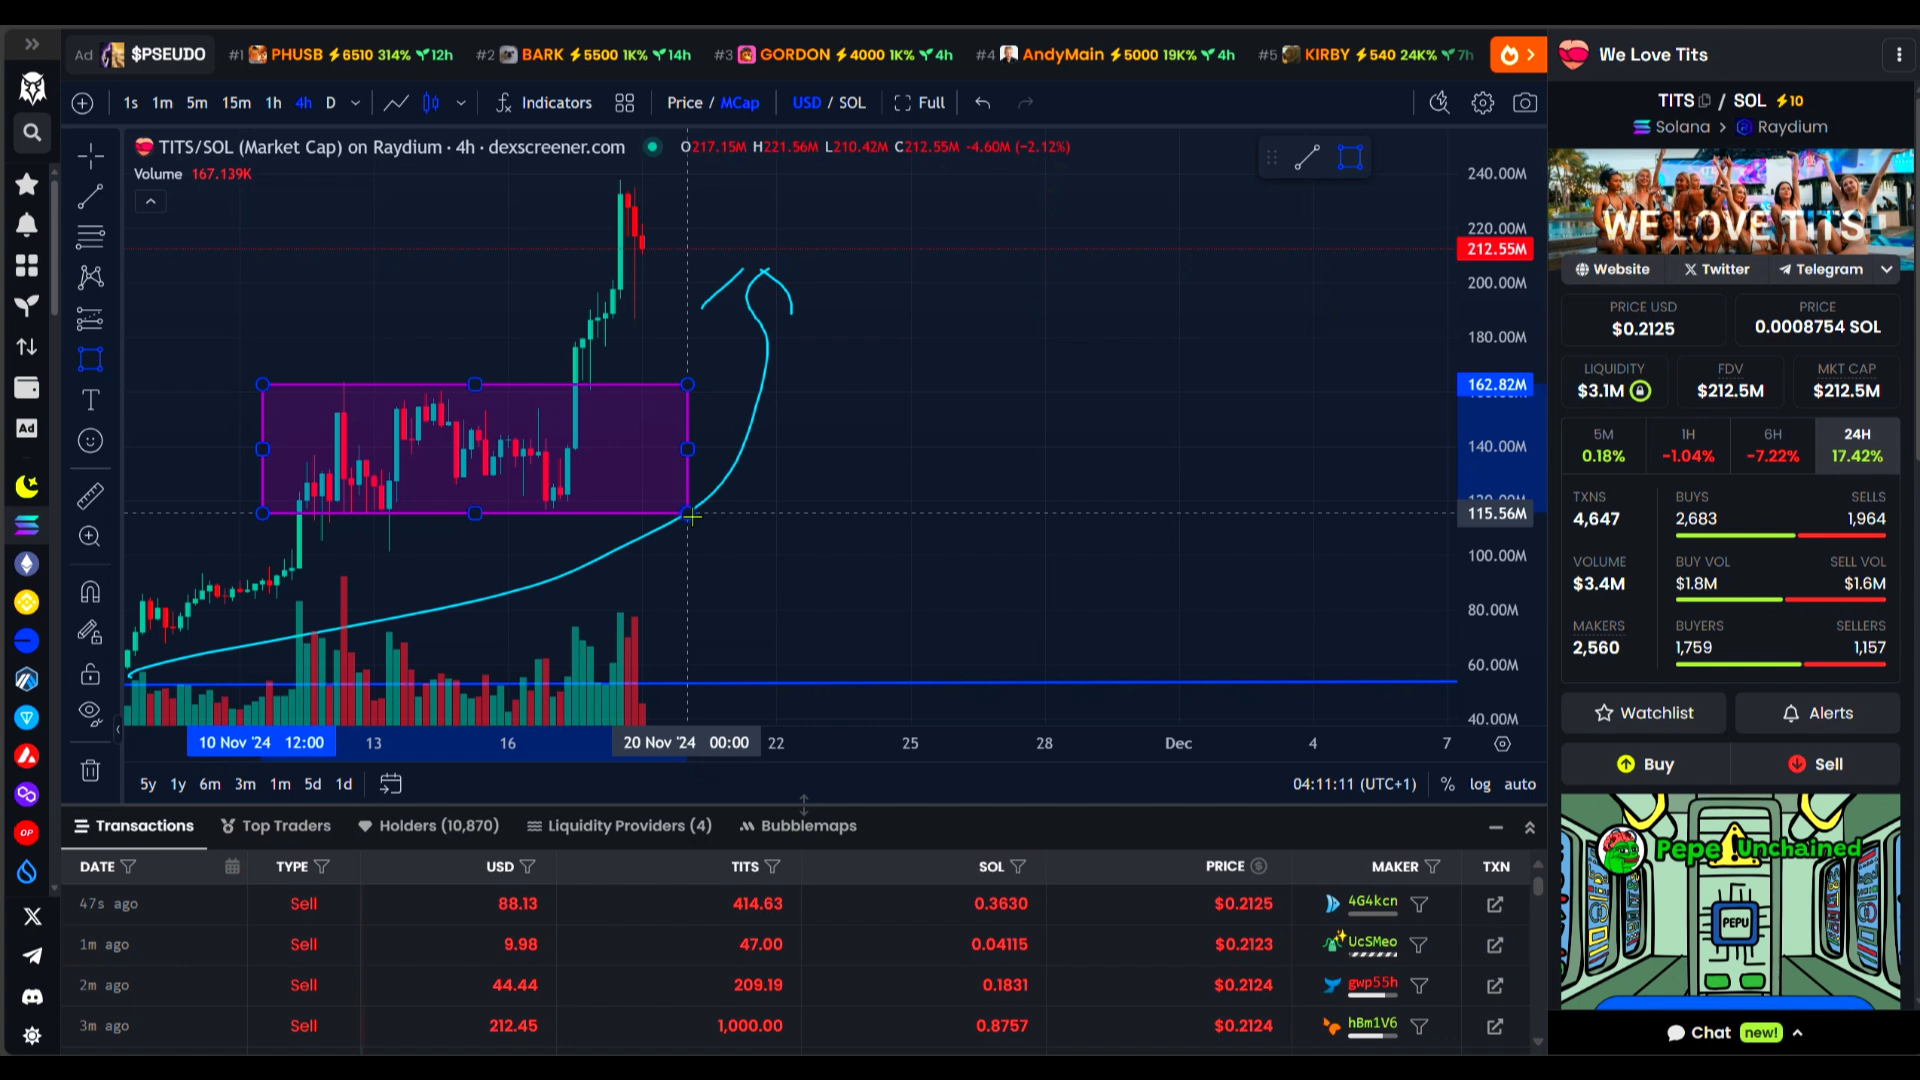 Ad $PSEUDO #1 PHUSB 6510 314% 12h #2 BARK 5500 1K% 14h #3 GORDON 4000 1K% 4h #4 AndyMain 5000 19K% 4h #5 KIRBY 540 24K% 7h
We Love Tits
1s 1m 5m 15m 1h 4h D Indicators Price / MCap USD / SOL Full
TITS / SOL 10
Solana > Raydium
TITS/SOL (Market Cap) on Raydium · 4h · dexscreener.com O217.15M H221.56M L210.42M C212.55M -4.60M (-2.12%)
Volume 167.139K
240.00M
220.00M
212.55M
200.00M
180.00M
162.82M
140.00M
115.56M
100.00M
80.00M
60.00M
40.00M
10 Nov '24 12:00 13 16 20 Nov '24 00:00 22 25 28 Dec 4 7
5y 1y 6m 3m 1m 5d 1d 04:11:11 (UTC+1) % log auto
WE LOVE TITS
Website Twitter Telegram
PRICE USD PRICE
$0.2125 0.0008754 SOL
LIQUIDITY FDV MKT CAP
$3.1M $212.5M $212.5M
5M 1H 6H 24H
0.18% -1.04% -7.22% 17.42%
TXNS BUYS SELLS
4,647 2,683 1,964
VOLUME BUY VOL SELL VOL
$3.4M $1.8M $1.6M
MAKERS BUYERS SELLERS
2,560 1,759 1,157
Watchlist Alerts
Buy Sell
Pepe Unchained
PEPU
Chat new!
Ad
OP
Transactions Top Traders Holders (10,870) Liquidity Providers (4) Bubblemaps
DATE TYPE USD TITS SOL PRICE MAKER TXN
47s ago Sell 88.13 414.63 0.3630 $0.2125 4G4kcn
1m ago Sell 9.98 47.00 0.04115 $0.2123 UcSMeo
2m ago Sell 44.44 209.19 0.1831 $0.2124 gwp55h
3m ago Sell 212.45 1,000.00 0.8757 $0.2124 hBm1V6